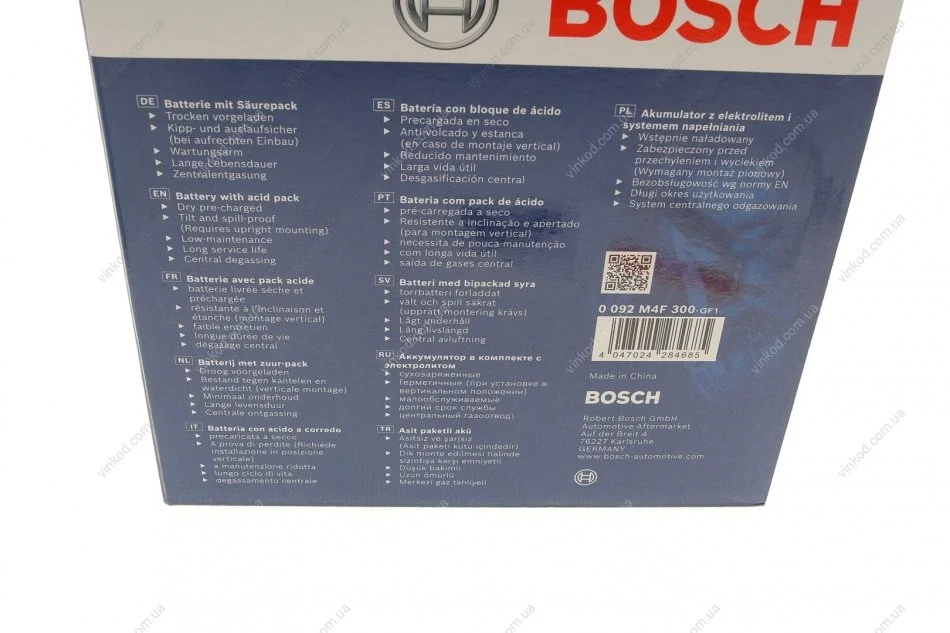 BOSCH
DE Batterie mit Säurepack
▶ Trocken vorgeladen
▶ Kipp- und auslaufsicher
(bei aufrechten Einbau)
▶ Wartungsarm
▶ Lange Lebensdauer
▶ Zentralentgasung
EN Battery with acid pack
▶ Dry pre-charged
▶ Tilt and spill-proof
(Requires upright mounting)
▶ Low-maintenance
▶ Long service life
▶ Central degassing
FR Batterie avec pack acide
▶ batterie livrée sèche et
préchargée
▶ résistante à l'inclinaison et
étanche (montage vertical)
▶ faible entretien
▶ longue durée de vie
▶ dégazage central
NL Batterij met zuur-pack
▶ Droog voorgeladen
▶ Bestand tegen kantelen en
waterdicht (verticale montage)
▶ Minimaal onderhoud
▶ Lange levensduur
▶ Centrale ontgassing
IT Batteria con acido a corredo
▶ precaricata a secco
▶ A prova di perdite (Richiede
installazione in posizione
verticale)
▶ a manutenzione ridotta
▶ lungo ciclo di vita
▶ degassamento centrale
ES Batería con bloque de ácido
▶ Precargada en seco
▶ Anti-volcado y estanca
(en caso de montaje vertical)
▶ Reducido mantenimiento
▶ Larga vida útil
▶ Desgasificación central
PT Bateria com pack de ácido
▶ pré-carregada a seco
▶ Resistente a inclinação e apertado
(para montagem vertical)
▶ necessita de pouca manutenção
▶ com longa vida útil
▶ saída de gases central
SV Batteri med bipackad syra
▶ torrbatteri förladdat
▶ vält och spill säkrat
(upprätt montering krävs)
▶ Lågt underhåll
▶ Lång livslängd
▶ Central avluftning
RU Аккумулятор в комплекте с
электролитом
▶ сухозаряженные
▶ Герметичные (при установке в
вертикальном положении)
▶ малообслуживаемые
▶ долгий срок службы
▶ центральный газоотвод
TR Asit paketli akü
▶ Asitsiz ve şarjsız
(Asit paketi kutu içindedir)
▶ Dik monte edilmesi halinde
sızıntıya karşı emniyetli
▶ Düşük bakımlı
▶ Uzun ömürlü
▶ Merkezi gaz tahliyeli
PL Akumulator z elektrolitem i
systemem napełniania
▶ Wstępnie naładowany
▶ Zabezpieczony przed
przechyleniem i wyciekiem
(Wymagany montaż pionowy)
▶ Bezobsługowość wg normy EN
▶ Długi okres użytkowania
▶ System centralnego odgazowania
0 092 M4F 300-GF1
4 047024 284685
Made in China
BOSCH
Robert Bosch GmbH
Automotive Aftermarket
Auf der Breit 4
76227 Karlsruhe
GERMANY
www.bosch-automotive.com
vinkod.com.ua